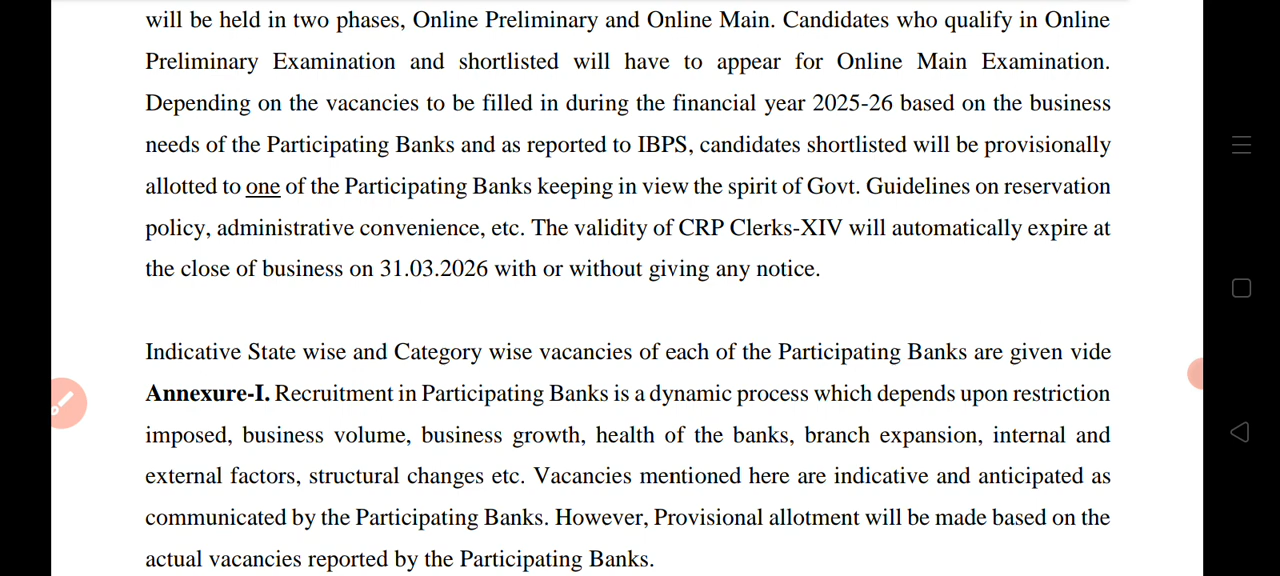 will be held in two phases, Online Preliminary and Online Main. Candidates who qualify in Online
Preliminary Examination and shortlisted will have to appear for Online Main Examination.
Depending on the vacancies to be filled in during the financial year 2025-26 based on the business
needs of the Participating Banks and as reported to IBPS, candidates shortlisted will be provisionally
allotted to one of the Participating Banks keeping in view the spirit of Govt. Guidelines on reservation
policy, administrative convenience, etc. The validity of CRP Clerks-XIV will automatically expire at
the close of business on 31.03.2026 with or without giving any notice.
Indicative State wise and Category wise vacancies of each of the Participating Banks are given vide
Annexure-I. Recruitment in Participating Banks is a dynamic process which depends upon restriction
imposed, business volume, business growth, health of the banks, branch expansion, internal and
external factors, structural changes etc. Vacancies mentioned here are indicative and anticipated as
communicated by the Participating Banks. However, Provisional allotment will be made based on the
actual vacancies reported by the Participating Banks.